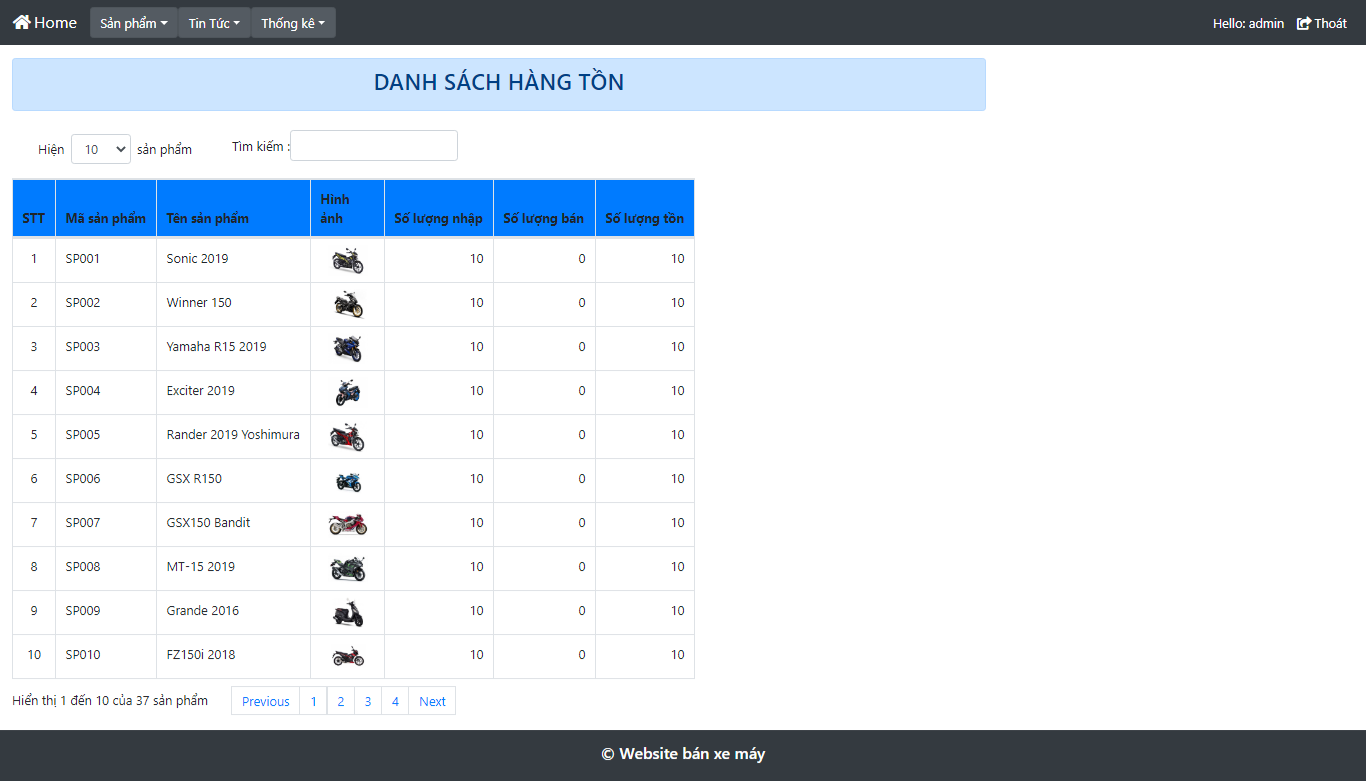 Home Sản phẩm Tin Tức Thống kê Hello: admin Thoát
DANH SÁCH HÀNG TỒN
Hiện 10 sản phẩm Tìm kiếm :
STT Mã sản phẩm Tên sản phẩm Hình ảnh Số lượng nhập Số lượng bán Số lượng tồn
1 SP001 Sonic 2019 10 0 10
2 SP002 Winner 150 10 0 10
3 SP003 Yamaha R15 2019 10 0 10
4 SP004 Exciter 2019 10 0 10
5 SP005 Rander 2019 Yoshimura 10 0 10
6 SP006 GSX R150 10 0 10
7 SP007 GSX150 Bandit 10 0 10
8 SP008 MT-15 2019 10 0 10
9 SP009 Grande 2016 10 0 10
10 SP010 FZ150i 2018 10 0 10
Hiển thị 1 đến 10 của 37 sản phẩm Previous 1 2 3 4 Next
© Website bán xe máy